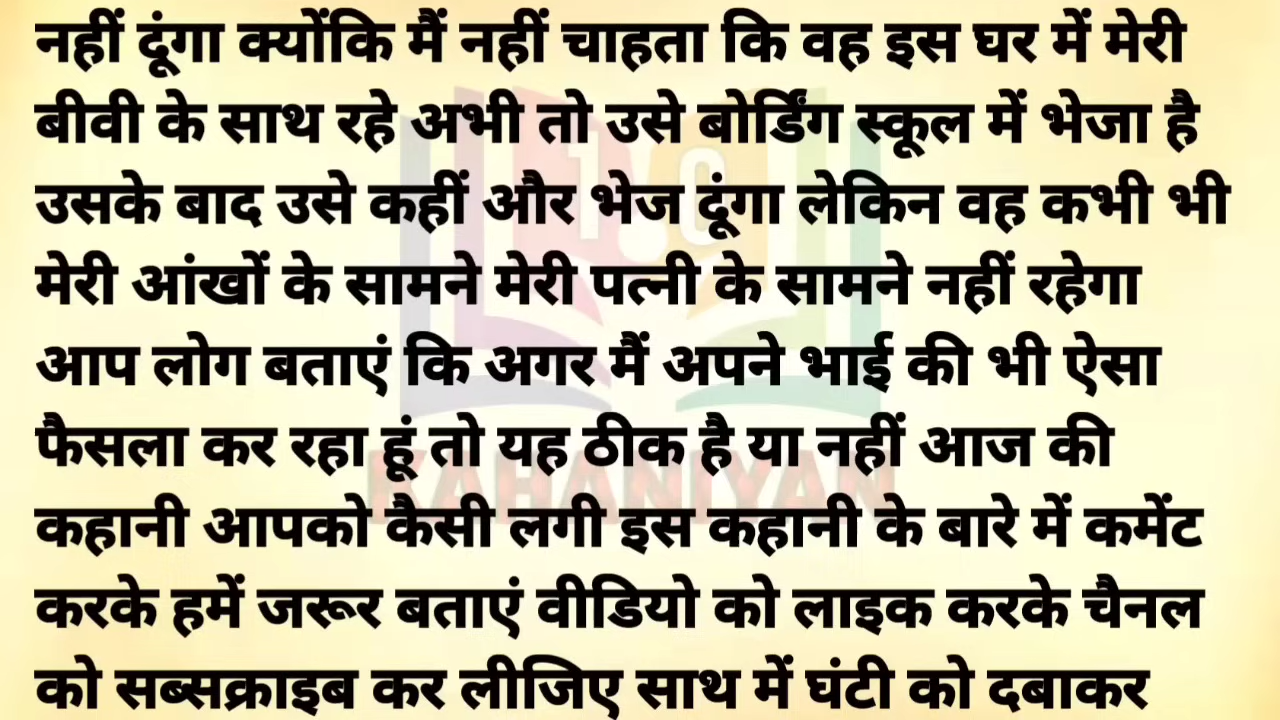 नहीं दूंगा क्योंकि मैं नहीं चाहता कि वह इस घर में मेरी
बीवी के साथ रहे अभी तो उसे बोर्डिंग स्कूल में भेजा है
उसके बाद उसे कहीं और भेज दूंगा लेकिन वह कभी भी
मेरी आंखों के सामने मेरी पत्नी के सामने नहीं रहेगा
आप लोग बताएं कि अगर मैं अपने भाई की भी ऐसा
फैसला कर रहा हूं तो यह ठीक है या नहीं आज की
कहानी आपको कैसी लगी इस कहानी के बारे में कमेंट
करके हमें जरूर बताएं वीडियो को लाइक करके चैनल
को सब्सक्राइब कर लीजिए साथ में घंटी को दबाकर
KAHANIYAN